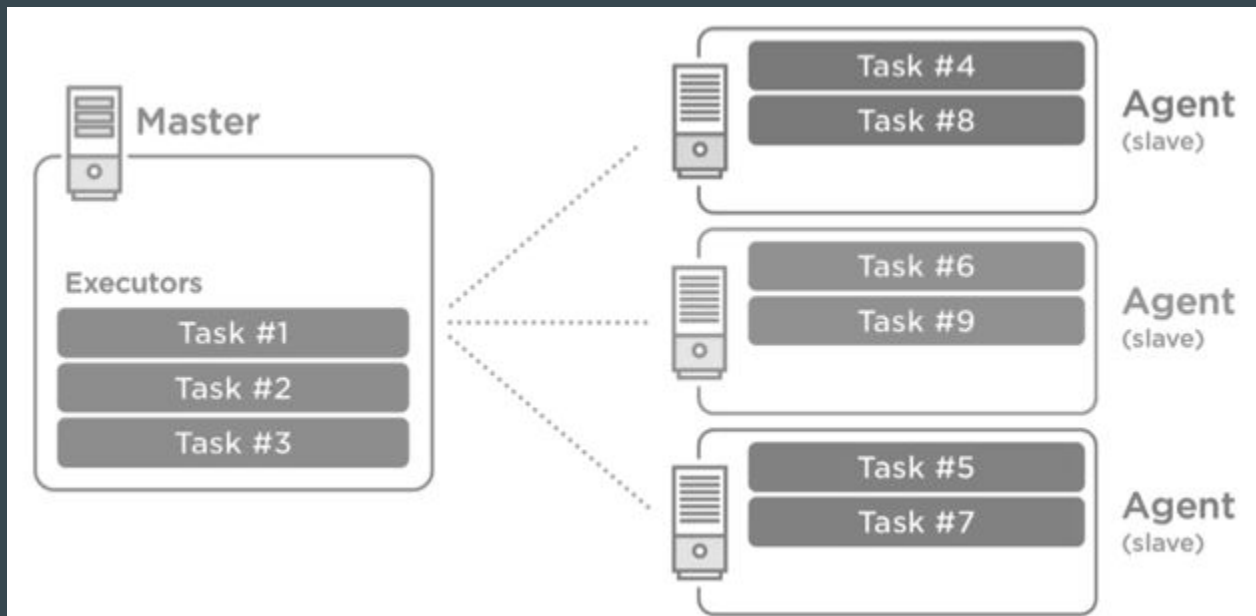 Master
Executors
Task #1
Task #2
Task #3
Task #4
Task #8
Agent
(slave)
Task #6
Task #9
Agent
(slave)
Task #5
Task #7
Agent
(slave)